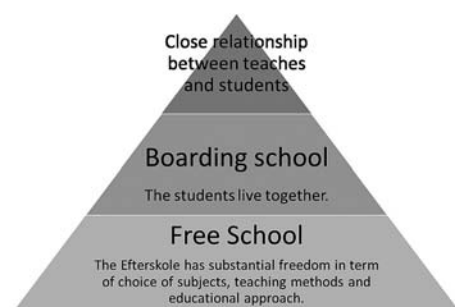 Close relationship
between teaches
and students
Boarding school
The students live together.
Free School
The Efterskole has substantial freedom in term
of choice of subjects, teaching methods and
educational approach.